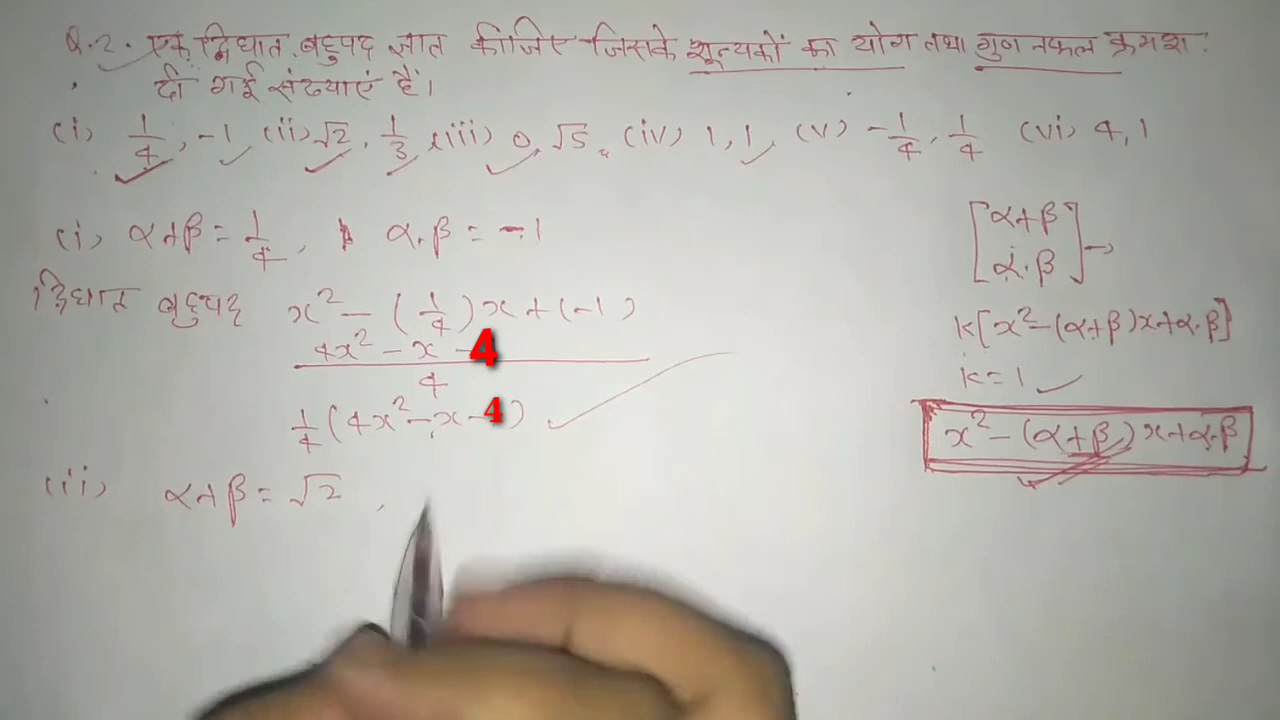 Q.2. एक द्विघात बहुपद ज्ञात कीजिए जिसके शून्यकों का योग तथा गुणनफल क्रमश:
दी गई संख्याएं हैं।
(i) 1/4, -1 (ii) √2, 1/3 (iii) 0, √5, (iv) 1, 1, (v) -1/4, 1/4 (vi) 4, 1
(i) α+β = 1/4, α.β = -1
द्विघात बहुपद x² - (1/4)x + (-1)
(4x² - x - 4)/4
1/4(4x² - x - 4)
(ii) α+β = √2,
[α+β
α.β] →
k[x² - (α+β)x + α.β]
k = 1
x² - (α+β)x + α.β